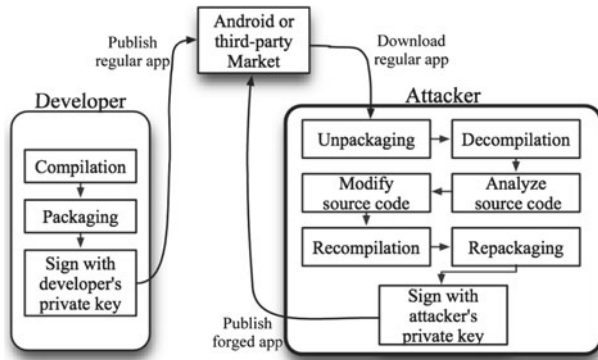 Android or
third-party
Market
Publish
regular app
Download
regular app
Developer
Compilation
Packaging
Sign with
developer's
private key
Attacker
Unpackaging
Decompilation
Modify
source code
Analyze
source code
Recompilation
Repackaging
Sign with
attacker's
private key
Publish
forged app